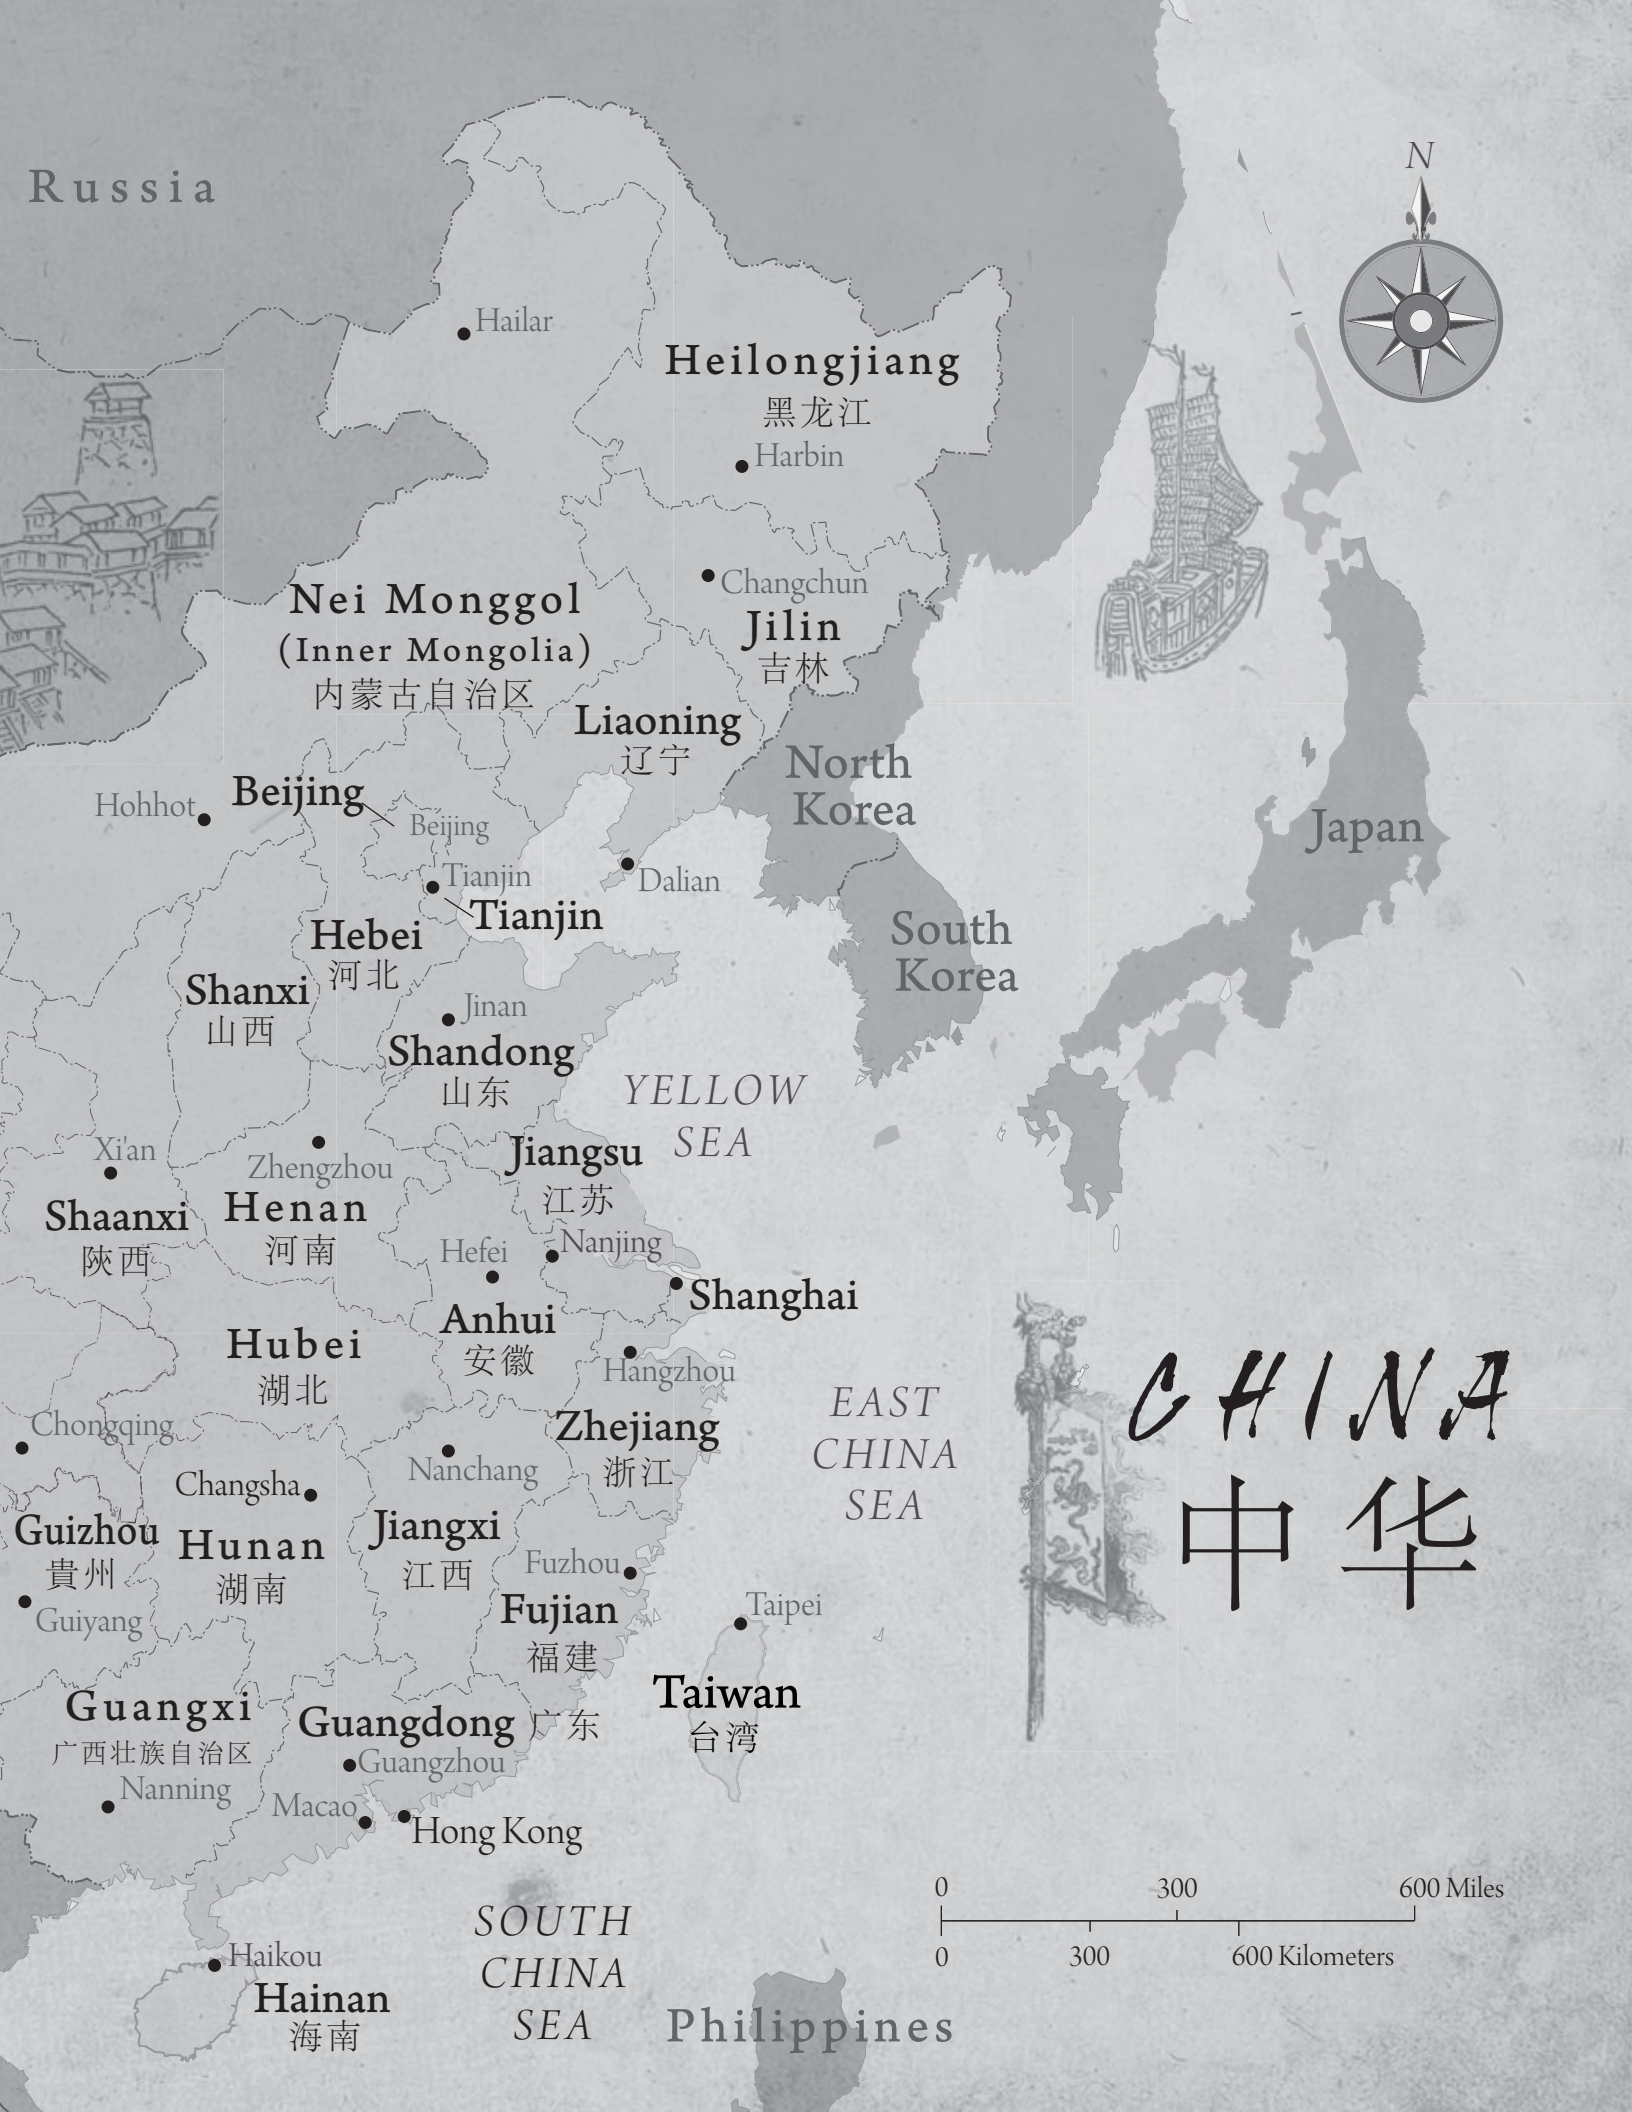 N
Russia
Hailar
Heilongjiang
黑龙江
Harbin
Changchun
Jilin
吉林
Nei Monggol
(Inner Mongolia)
内蒙古自治区
Liaoning
辽宁
North
Korea
Beijing
Hohhot
Beijing
Japan
Tianjin
Dalian
Tianjin
Hebei
河北
South
Korea
Shanxi
山西
Jinan
Shandong
山东
YELLOW
SEA
Xi'an
Zhengzhou
Jiangsu
江苏
Shaanxi
陝西
Henan
河南
Hefei
Nanjing
Shanghai
Anhui
安徽
Hubei
湖北
Hangzhou
EAST
CHINA
SEA
CHINA
中华
Chongqing
Zhejiang
浙江
Nanchang
Changsha
Guizhou
貴州
Hunan
湖南
Jiangxi
江西
Fuzhou
Guiyang
Fujian
福建
Taipei
Taiwan
台湾
Guangxi
广西壮族自治区
Guangdong 广东
Guangzhou
Nanning
Macao
Hong Kong
0 300 600 Miles
0 300 600 Kilometers
SOUTH
CHINA
SEA
Haikou
Hainan
海南
Philippines